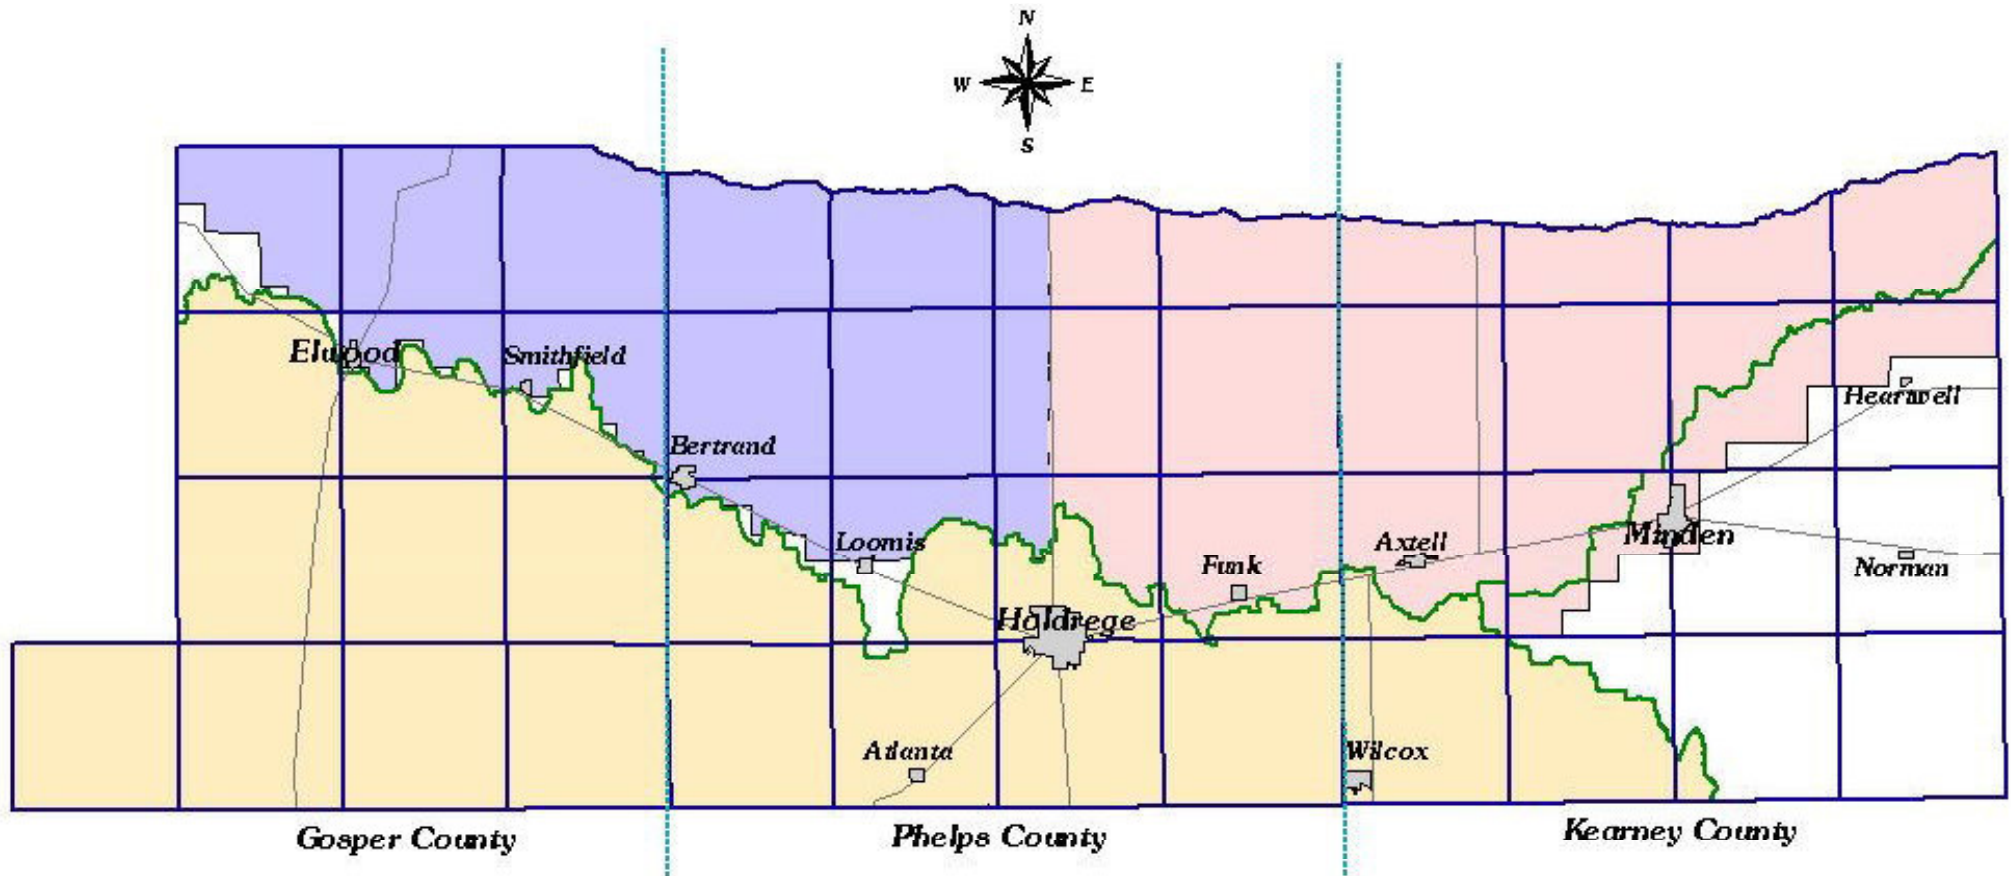 N
W E
S
Elwood
Smithfield
Bertrand
Loomis
Holdrege
Funk
Axtell
Minden
Heartwell
Norman
Atlanta
Wilcox
Gosper County
Phelps County
Kearney County